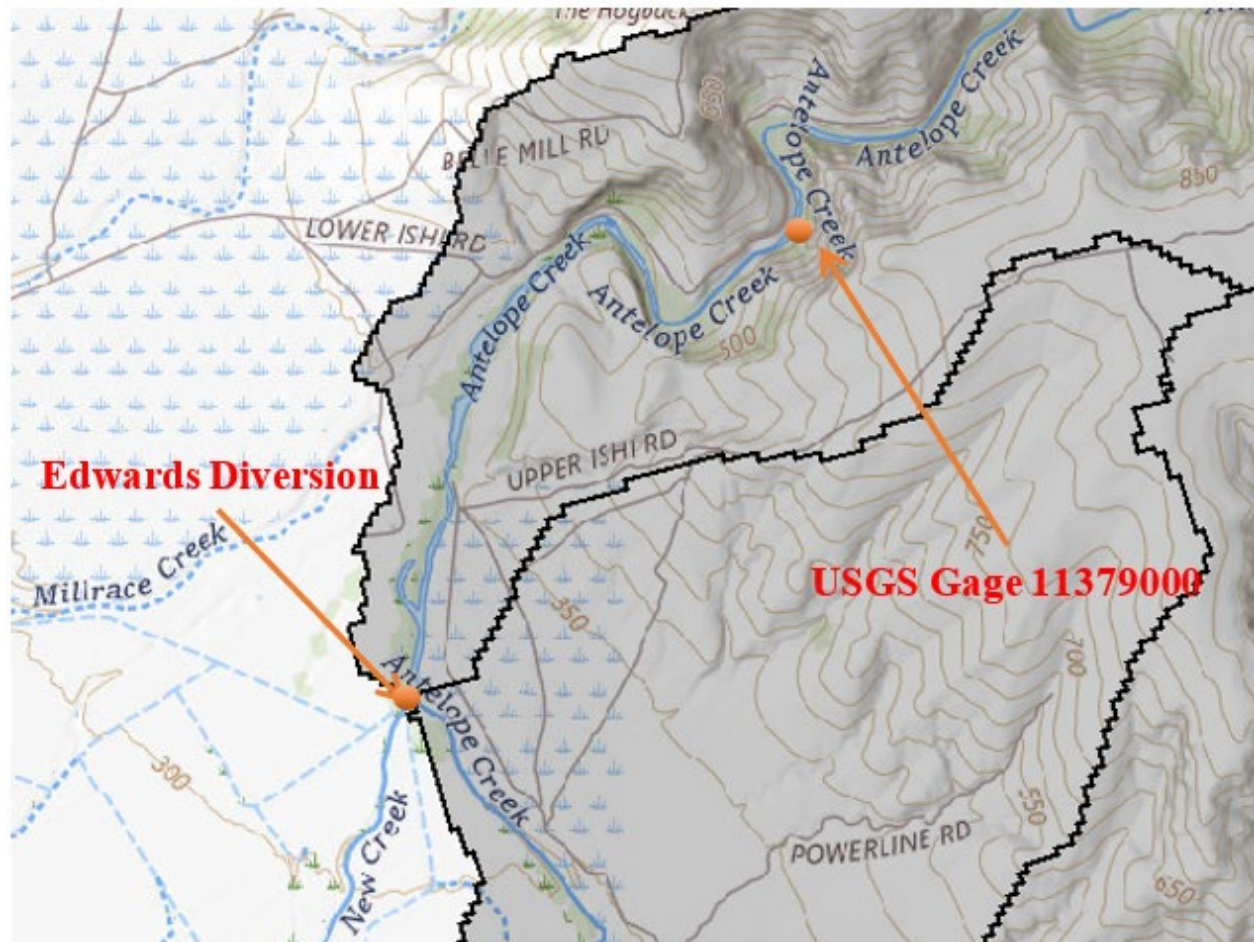 The Hogback
Antelope Creek
650
Antelope Creek
Antelope Creek
BELLE MILL RD
850
LOWER ISHI RD
Antelope Creek
Antelope Creek
500
UPPER ISHI RD
Edwards Diversion
750
USGS Gage 11379000
Millrace Creek
350
700
Antelope Creek
300
New Creek
550
POWERLINE RD
650